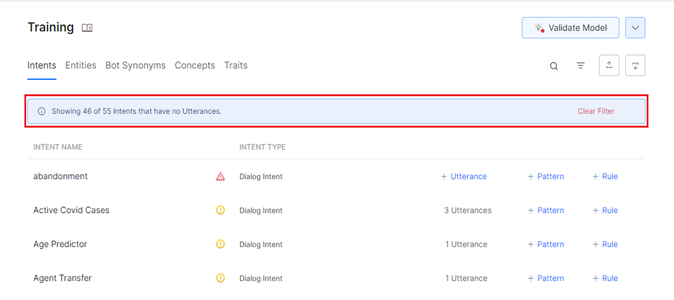 Training
Validate Model
Intents Entities Bot Synonyms Concepts Traits
Showing 46 of 55 Intents that have no Utterances. Clear Filter
INTENT NAME INTENT TYPE
abandonment Dialog Intent + Utterance + Pattern + Rule
Active Covid Cases Dialog Intent 3 Utterances + Pattern + Rule
Age Predictor Dialog Intent 1 Utterance + Pattern + Rule
Agent Transfer Dialog Intent 1 Utterance + Pattern + Rule